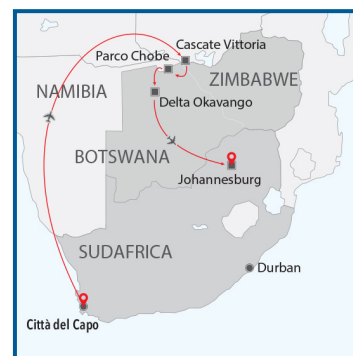 Cascate Vittoria
Parco Chobe
ZIMBABWE
NAMIBIA
Delta Okavango
BOTSWANA
Johannesburg
SUDAFRICA
Durban
Città del Capo